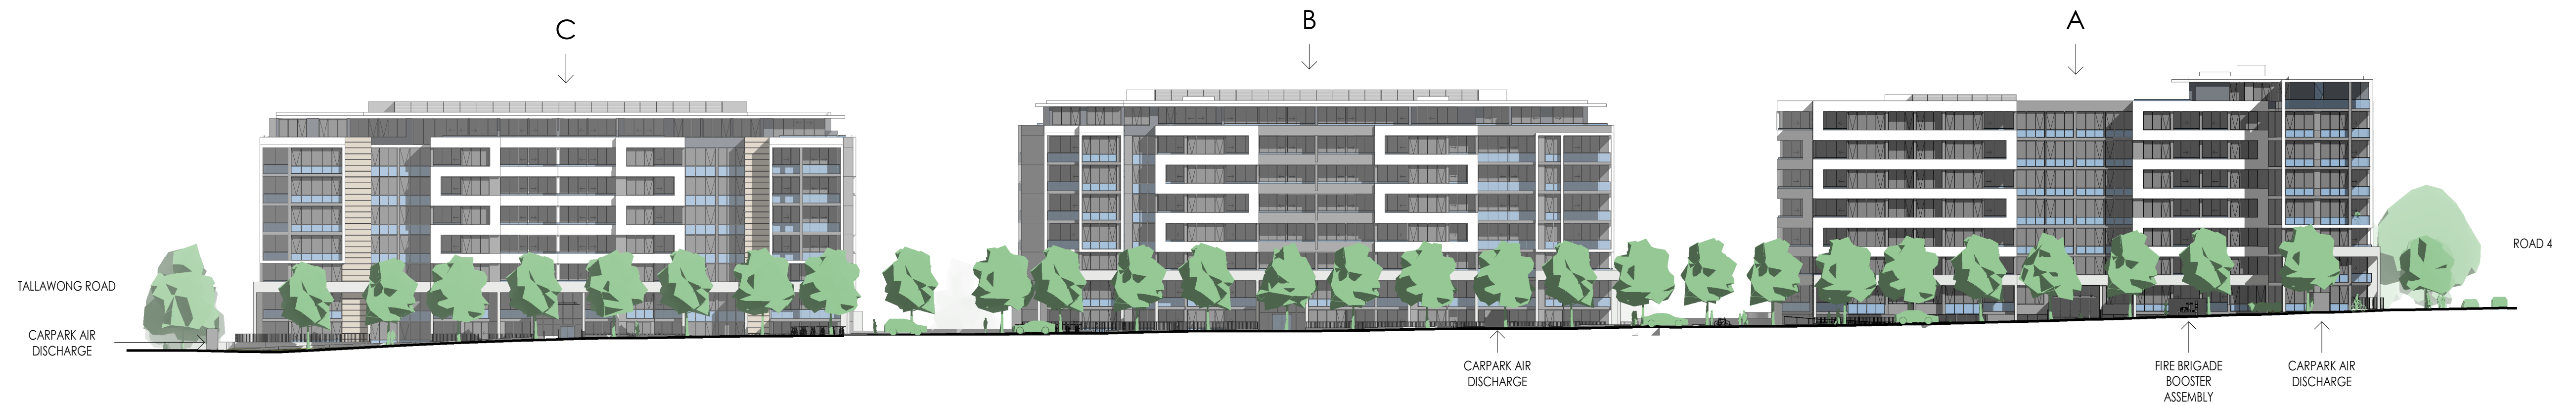 C
B
A
TALLAWONG ROAD
ROAD 4
CARPARK AIR
DISCHARGE
CARPARK AIR
DISCHARGE
FIRE BRIGADE
BOOSTER
ASSEMBLY
CARPARK AIR
DISCHARGE